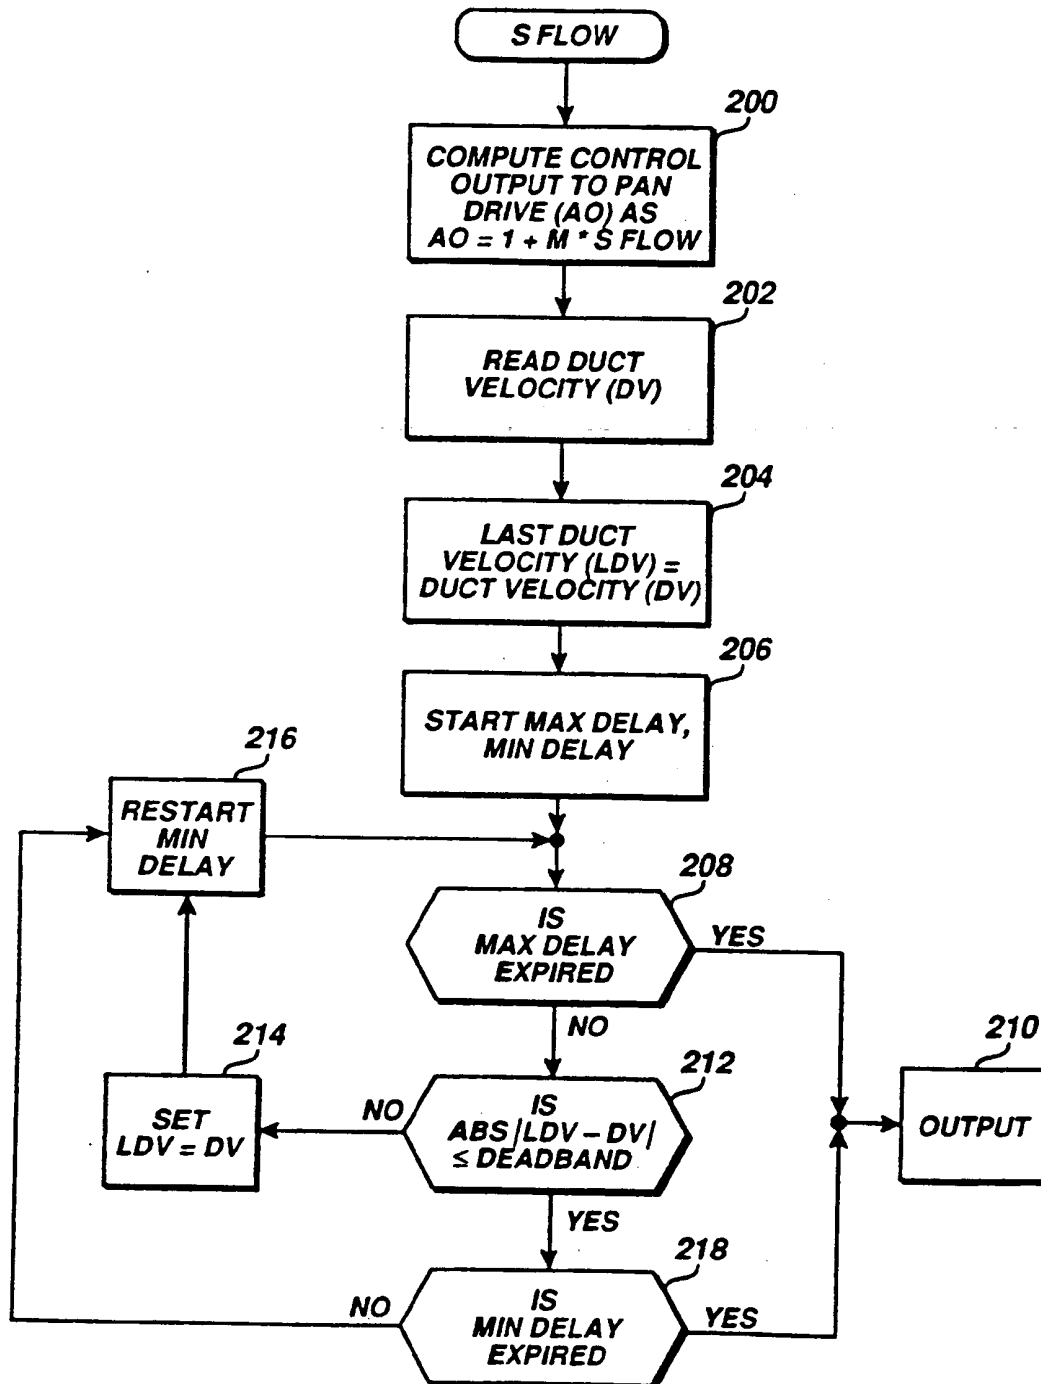 S FLOW
200
COMPUTE CONTROL
OUTPUT TO PAN
DRIVE (AO) AS
AO = 1 + M * S FLOW
202
READ DUCT
VELOCITY (DV)
204
LAST DUCT
VELOCITY (LDV) =
DUCT VELOCITY (DV)
206
START MAX DELAY,
MIN DELAY
216
RESTART
MIN
DELAY
208
IS
MAX DELAY
EXPIRED
YES
NO
210
OUTPUT
214
SET
LDV = DV
NO
212
IS
ABS |LDV - DV|
≤ DEADBAND
YES
218
NO
IS
MIN DELAY
EXPIRED
YES